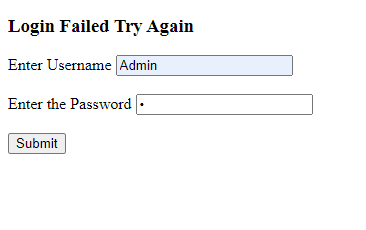 Login Failed Try Again
Enter Username Admin
Enter the Password •
Submit